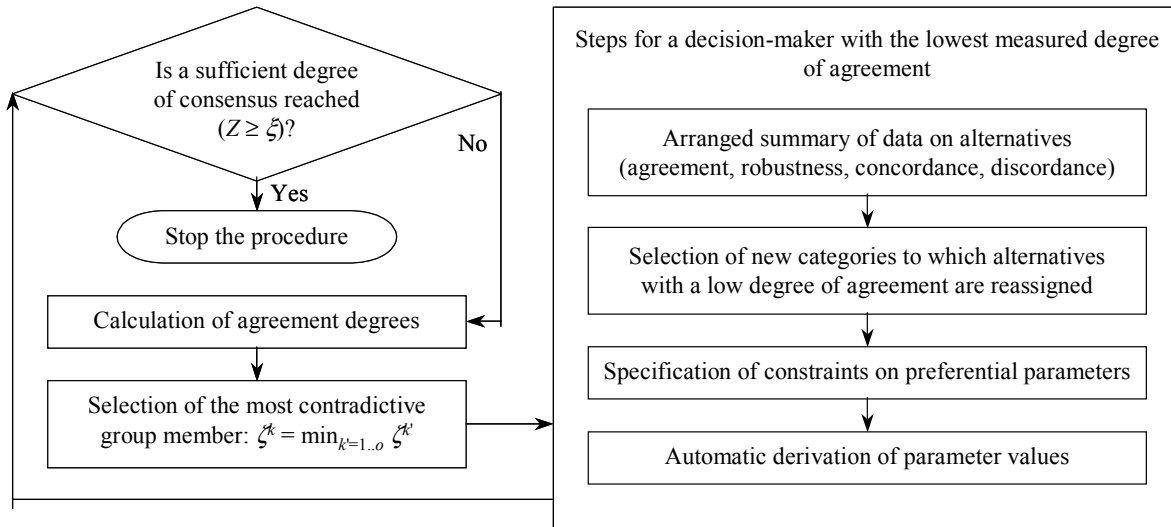 Is a sufficient degree
of consensus reached
(Z ≥ ξ)?
No
Yes
Stop the procedure
Calculation of agreement degrees
Selection of the most contradictive
group member: ζᵏ = min k'=1..o ζᵏ'
Steps for a decision-maker with the lowest measured degree
of agreement
Arranged summary of data on alternatives
(agreement, robustness, concordance, discordance)
Selection of new categories to which alternatives
with a low degree of agreement are reassigned
Specification of constraints on preferential parameters
Automatic derivation of parameter values